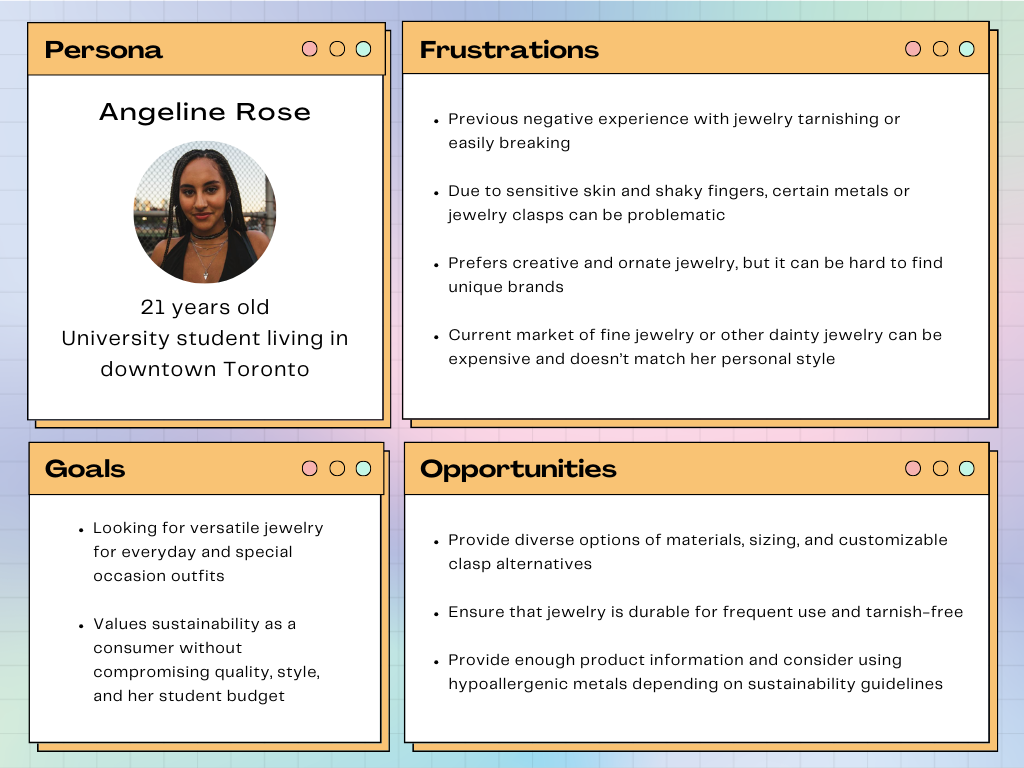 Persona
Angeline Rose
21 years old
University student living in
downtown Toronto
Frustrations
• Previous negative experience with jewelry tarnishing or
easily breaking
• Due to sensitive skin and shaky fingers, certain metals or
jewelry clasps can be problematic
• Prefers creative and ornate jewelry, but it can be hard to find
unique brands
• Current market of fine jewelry or other dainty jewelry can be
expensive and doesn't match her personal style
Goals
• Looking for versatile jewelry
for everyday and special
occasion outfits
• Values sustainability as a
consumer without
compromising quality, style,
and her student budget
Opportunities
• Provide diverse options of materials, sizing, and customizable
clasp alternatives
• Ensure that jewelry is durable for frequent use and tarnish-free
• Provide enough product information and consider using
hypoallergenic metals depending on sustainability guidelines